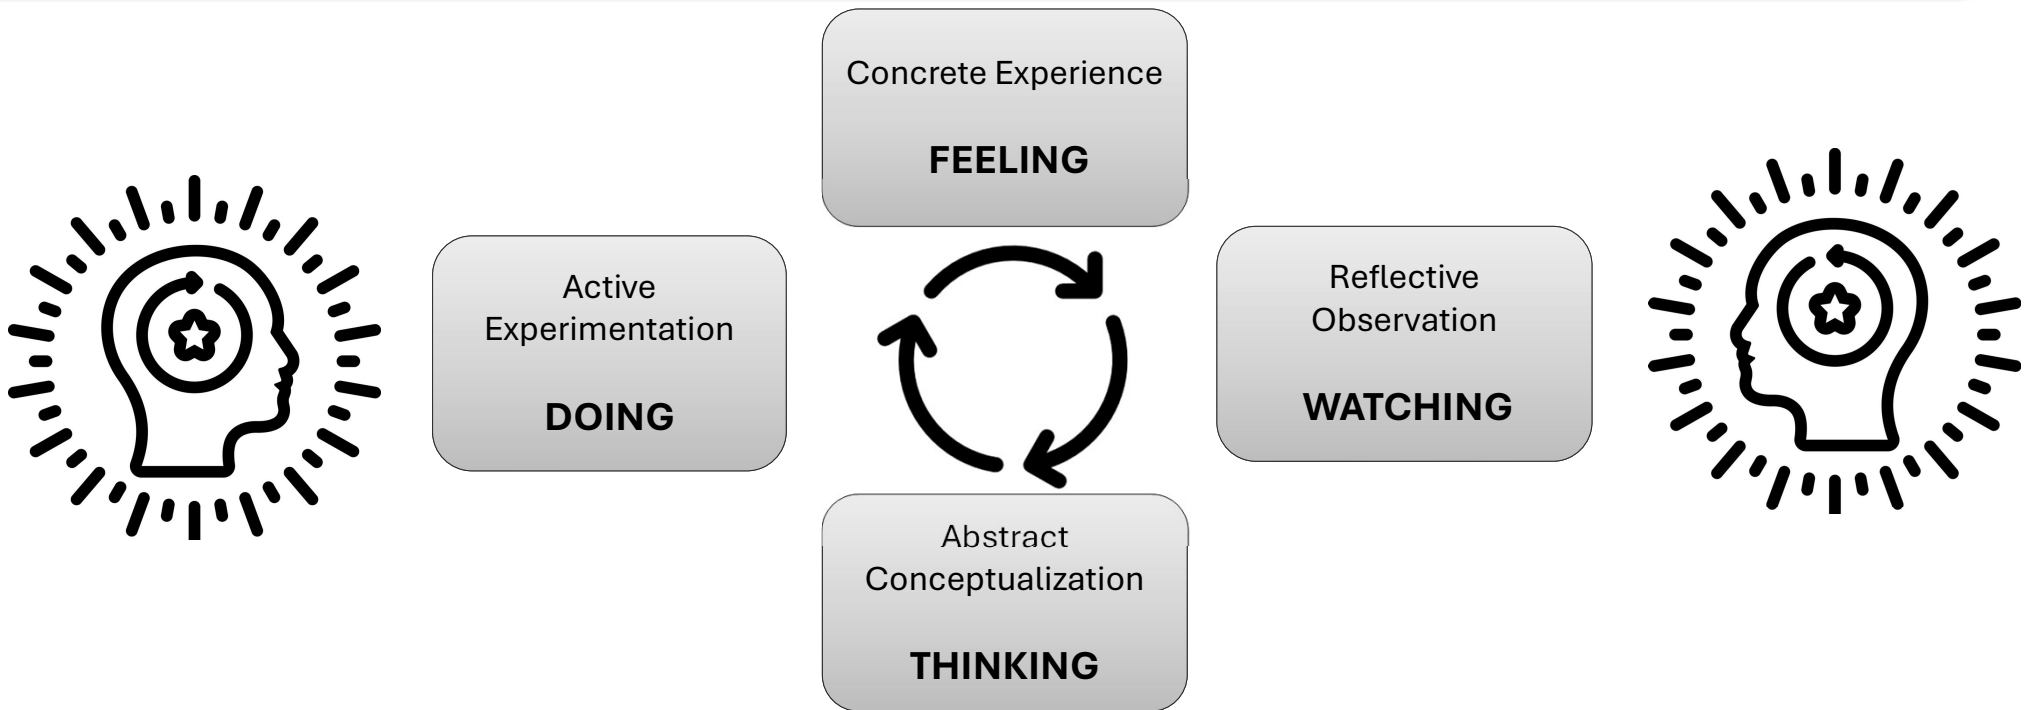 Concrete Experience
FEELING
Active
Experimentation
DOING
Reflective
Observation
WATCHING
Abstract
Conceptualization
THINKING